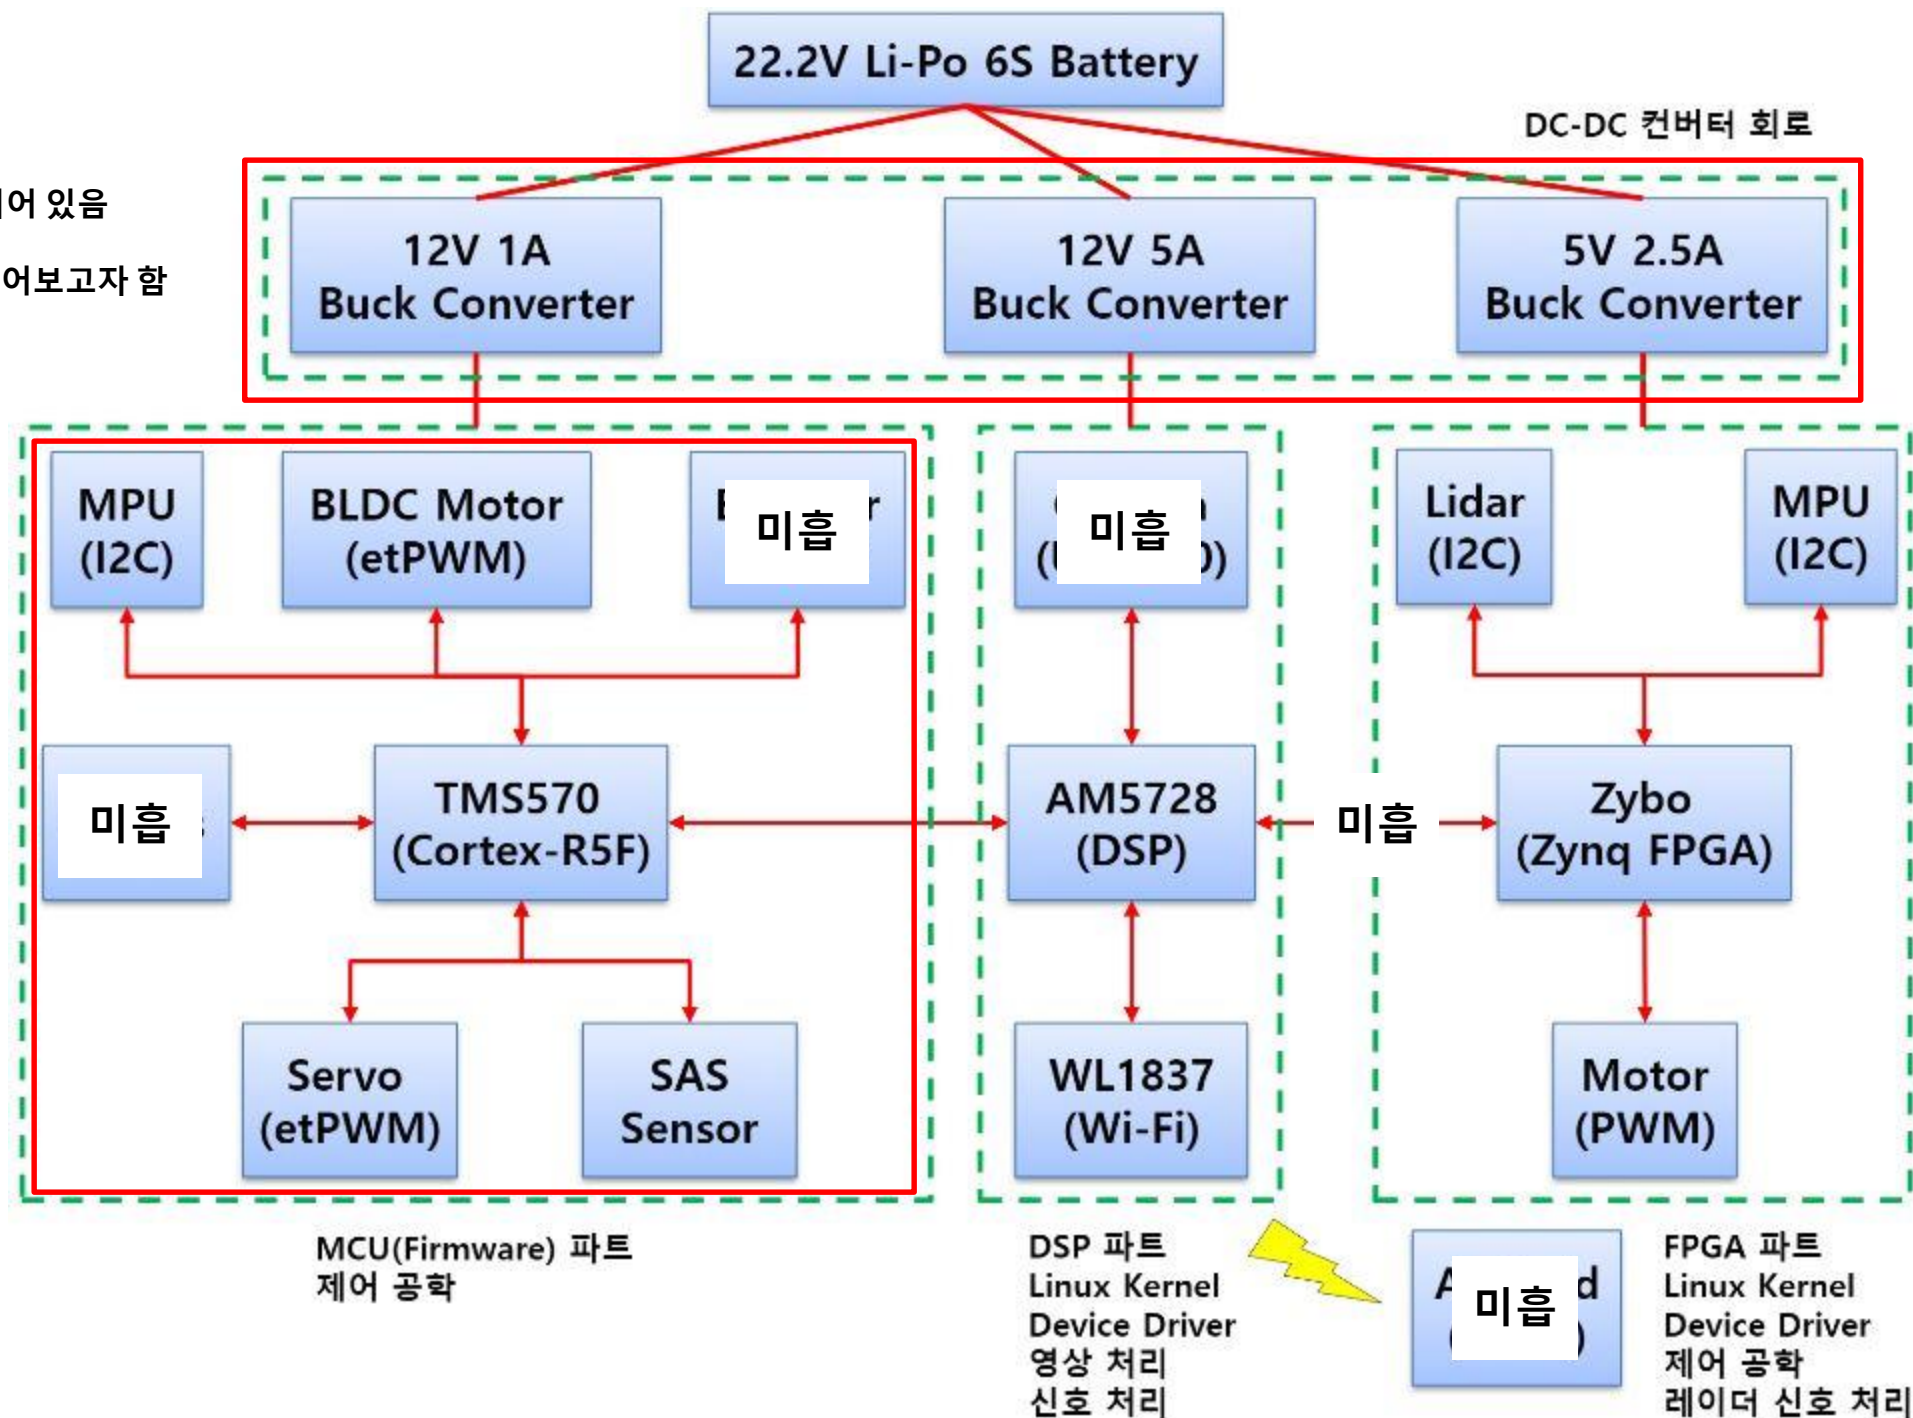 22.2V Li-Po 6S Battery
DC-DC 컨버터 회로
어 있음
어보고자 함
12V 1A
Buck Converter
12V 5A
Buck Converter
5V 2.5A
Buck Converter
MPU
(I2C)
BLDC Motor
(etPWM)
미흡
미흡
Lidar
(I2C)
MPU
(I2C)
미흡
TMS570
(Cortex-R5F)
AM5728
(DSP)
미흡
Zybo
(Zynq FPGA)
Servo
(etPWM)
SAS
Sensor
WL1837
(Wi-Fi)
Motor
(PWM)
MCU(Firmware) 파트
제어 공학
DSP 파트
Linux Kernel
Device Driver
영상 처리
신호 처리
미흡
FPGA 파트
Linux Kernel
Device Driver
제어 공학
레이더 신호 처리